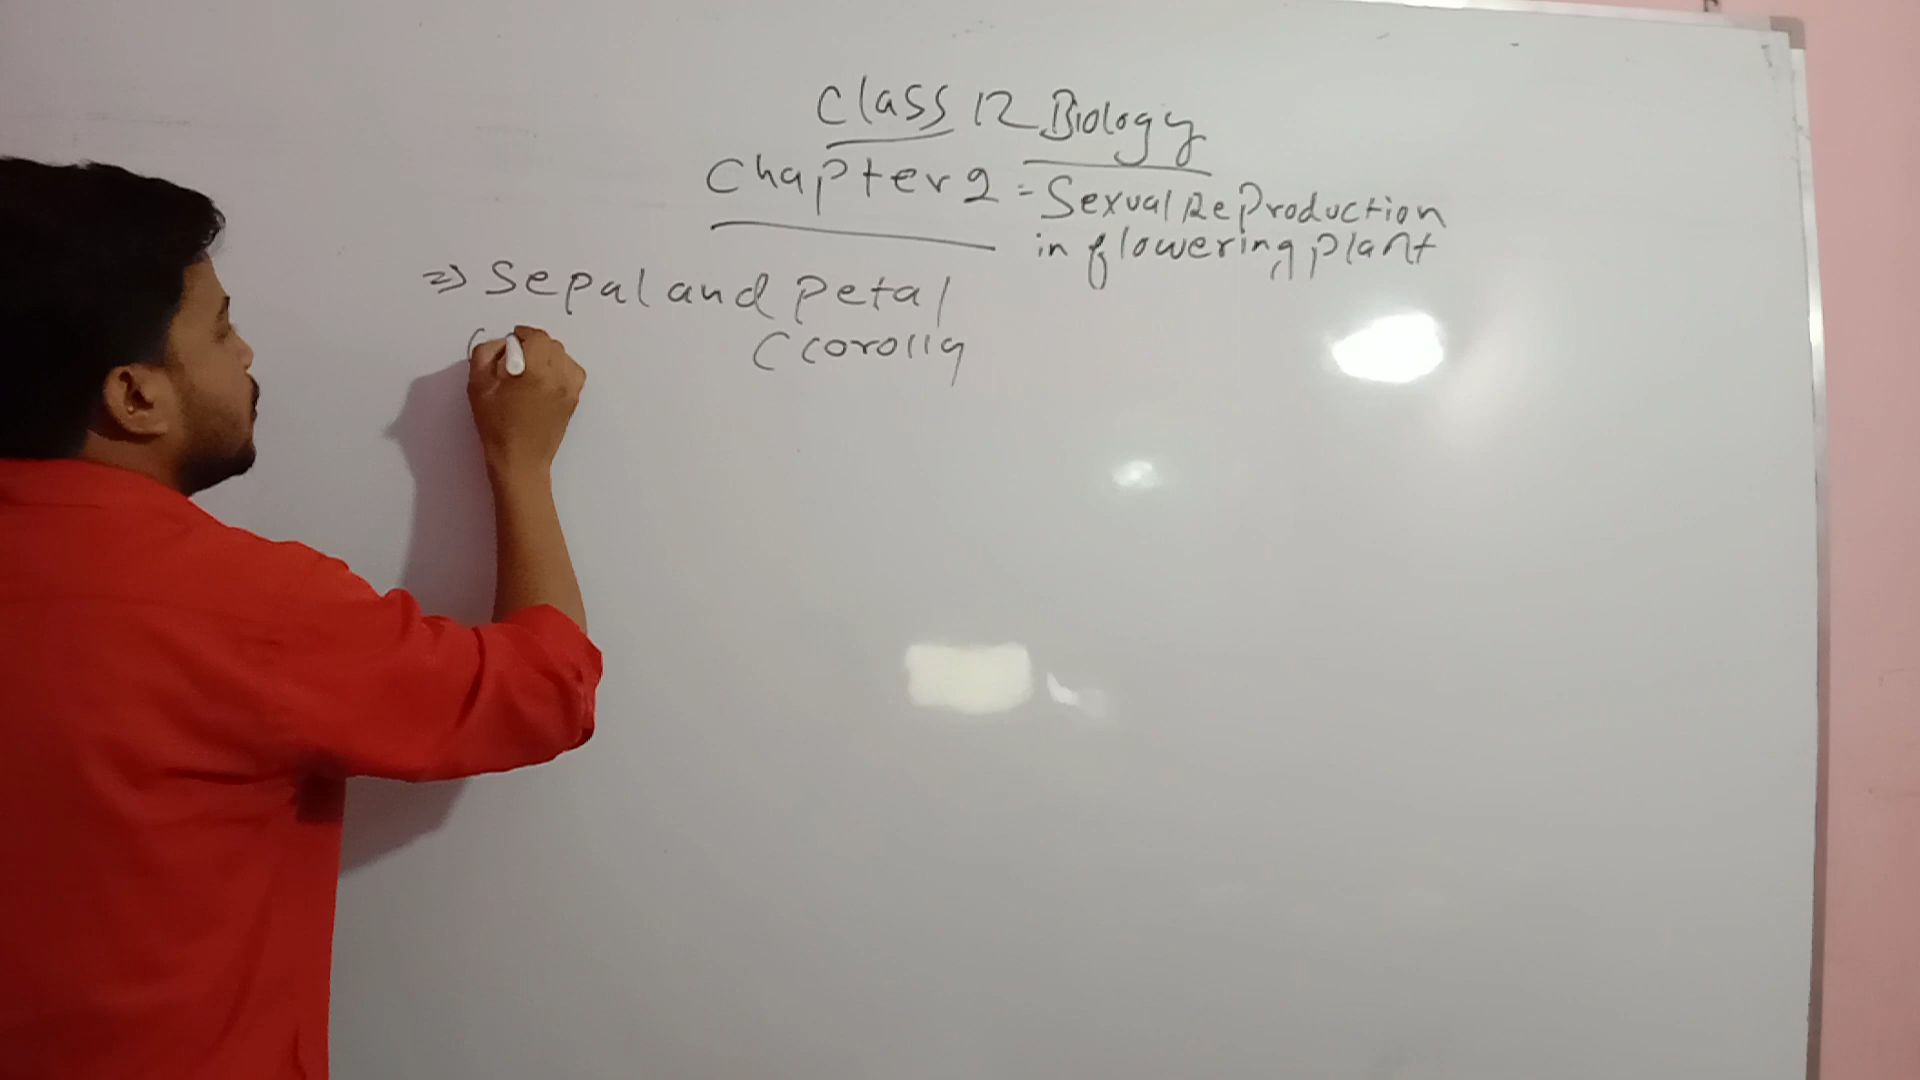 Class 12 Biology
Chapter 2 = Sexual Reproduction
in flowering plant
⇒ Sepal and petal
( (corolla